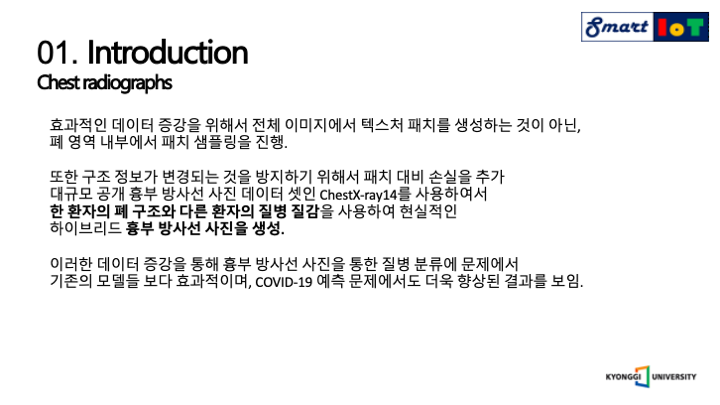 Smart IoT
01. Introduction
Chest radiographs
효과적인 데이터 증강을 위해서 전체 이미지에서 텍스처 패치를 생성하는 것이 아닌,
폐 영역 내부에서 패치 샘플링을 진행.
또한 구조 정보가 변경되는 것을 방지하기 위해서 패치 대비 손실을 추가
대규모 공개 흉부 방사선 사진 데이터 셋인 ChestX-ray14를 사용하여서
한 환자의 폐 구조와 다른 환자의 질병 질감을 사용하여 현실적인
하이브리드 흉부 방사선 사진을 생성.
이러한 데이터 증강을 통해 흉부 방사선 사진을 통한 질병 분류에 문제에서
기존의 모델들 보다 효과적이며, COVID-19 예측 문제에서도 더욱 향상된 결과를 보임.
KYONGGI UNIVERSITY